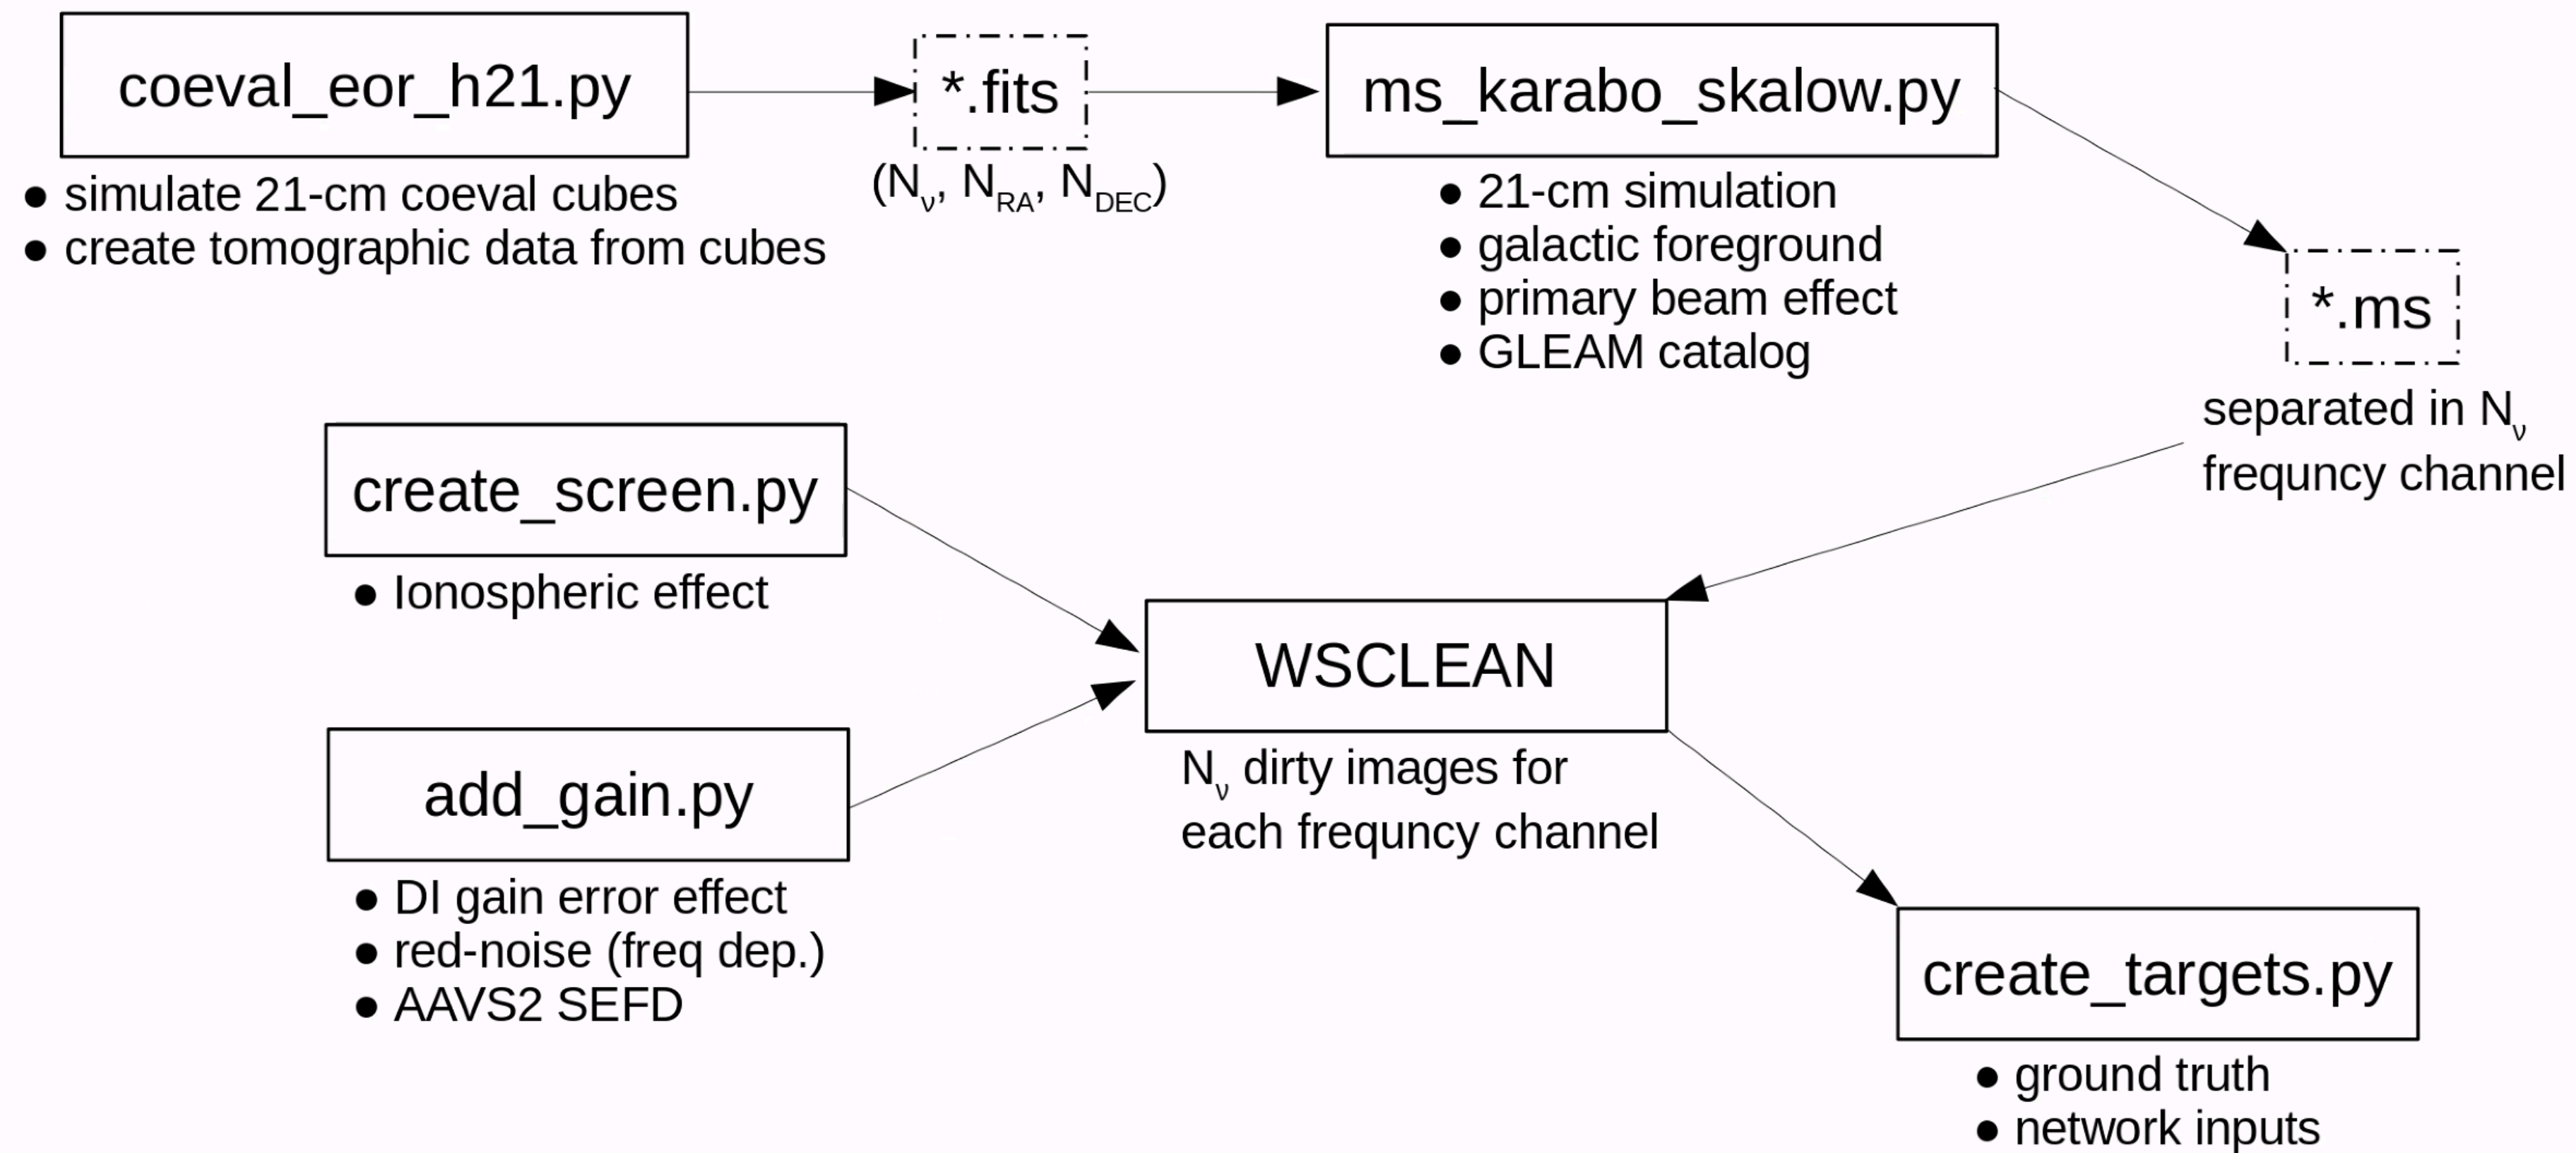 coeval_eor_h21.py
● simulate 21-cm coeval cubes
● create tomographic data from cubes
*.fits
(Nν, NRA, NDEC)
ms_karabo_skalow.py
● 21-cm simulation
● galactic foreground
● primary beam effect
● GLEAM catalog
*.ms
separated in Nν
frequncy channel
create_screen.py
● Ionospheric effect
add_gain.py
● DI gain error effect
● red-noise (freq dep.)
● AAVS2 SEFD
WSCLEAN
Nν dirty images for
each frequncy channel
create_targets.py
● ground truth
● network inputs